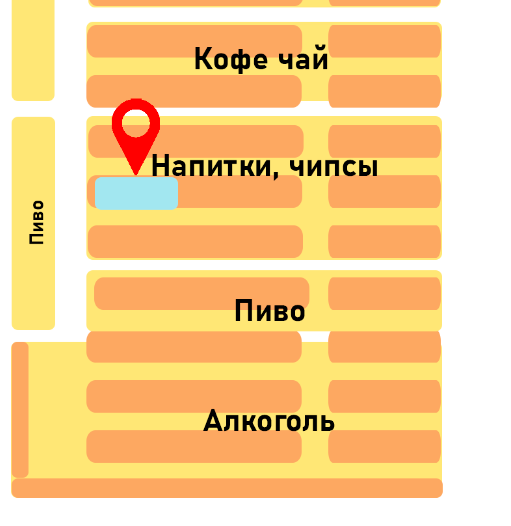 Кофе чай
Напитки, чипсы
Пиво
Пиво
Алкоголь